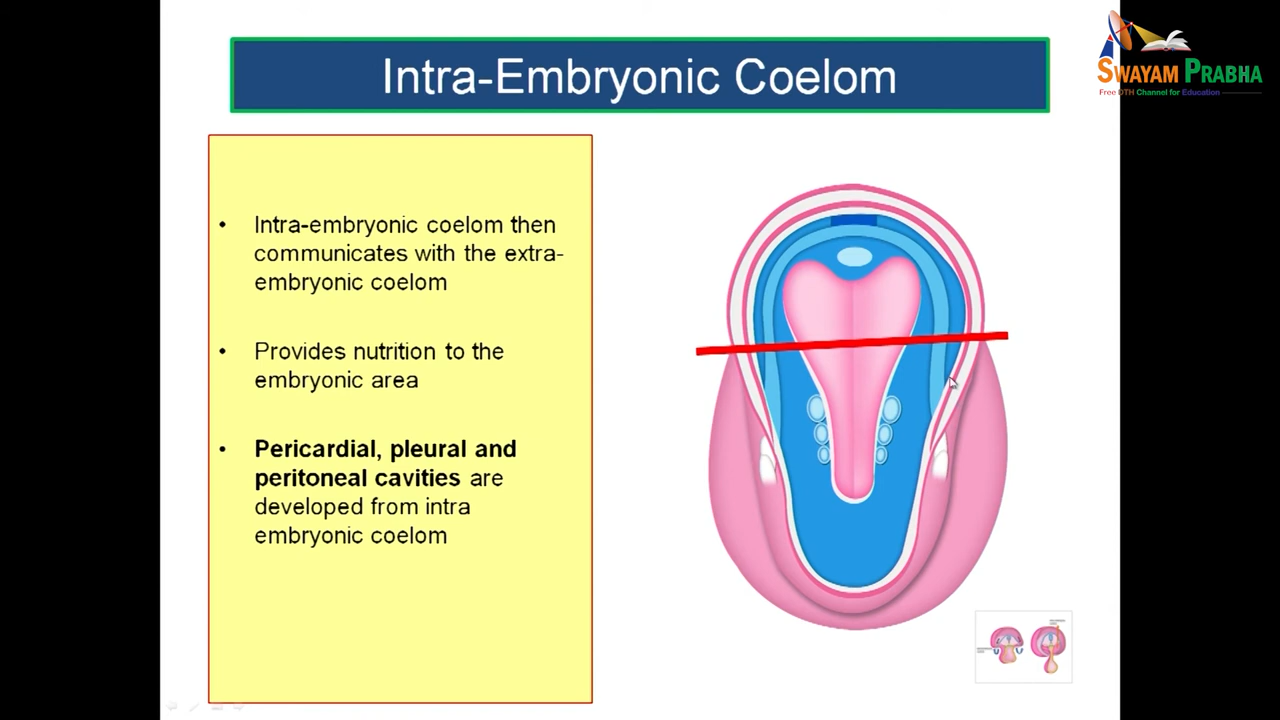 Intra-Embryonic Coelom
SWAYAM PRABHA
Free DTH Channel for Education
• Intra-embryonic coelom then
communicates with the extra-
embryonic coelom
• Provides nutrition to the
embryonic area
• Pericardial, pleural and
peritoneal cavities are
developed from intra
embryonic coelom